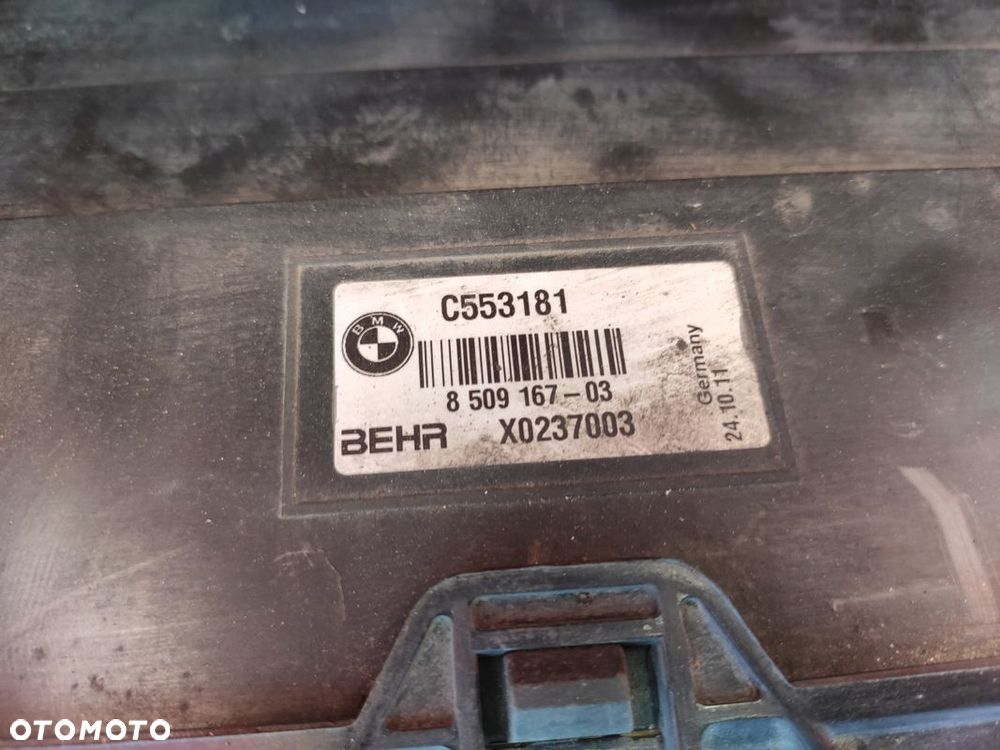 C553181
BMW
8 509 167-03
BEHR X0237003
Germany
24.10.11
OTOMOTO